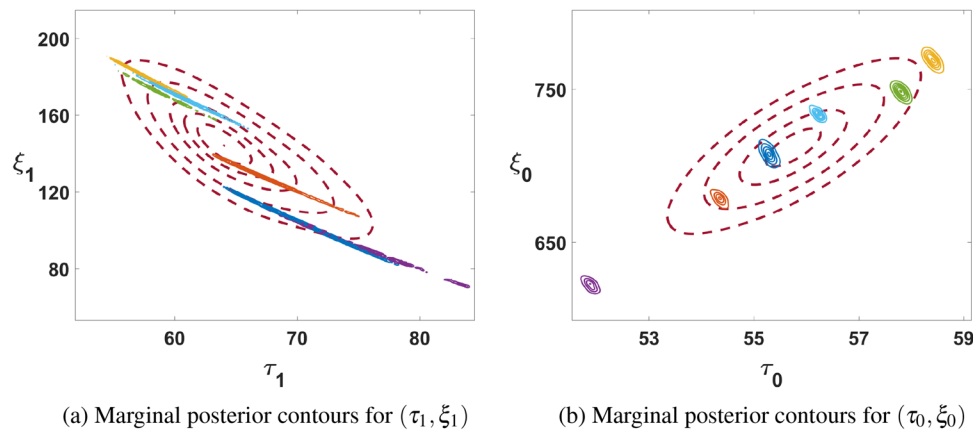 200
160
120
80
ξ₁
60 70 80
τ₁
(a) Marginal posterior contours for (τ₁, ξ₁)
750
650
ξ₀
53 55 57 59
τ₀
(b) Marginal posterior contours for (τ₀, ξ₀)